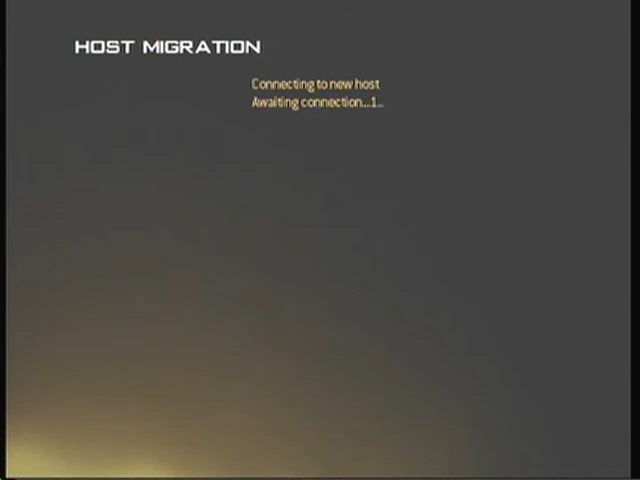 HOST MIGRATION
Connecting to new host
Awaiting connection...1...